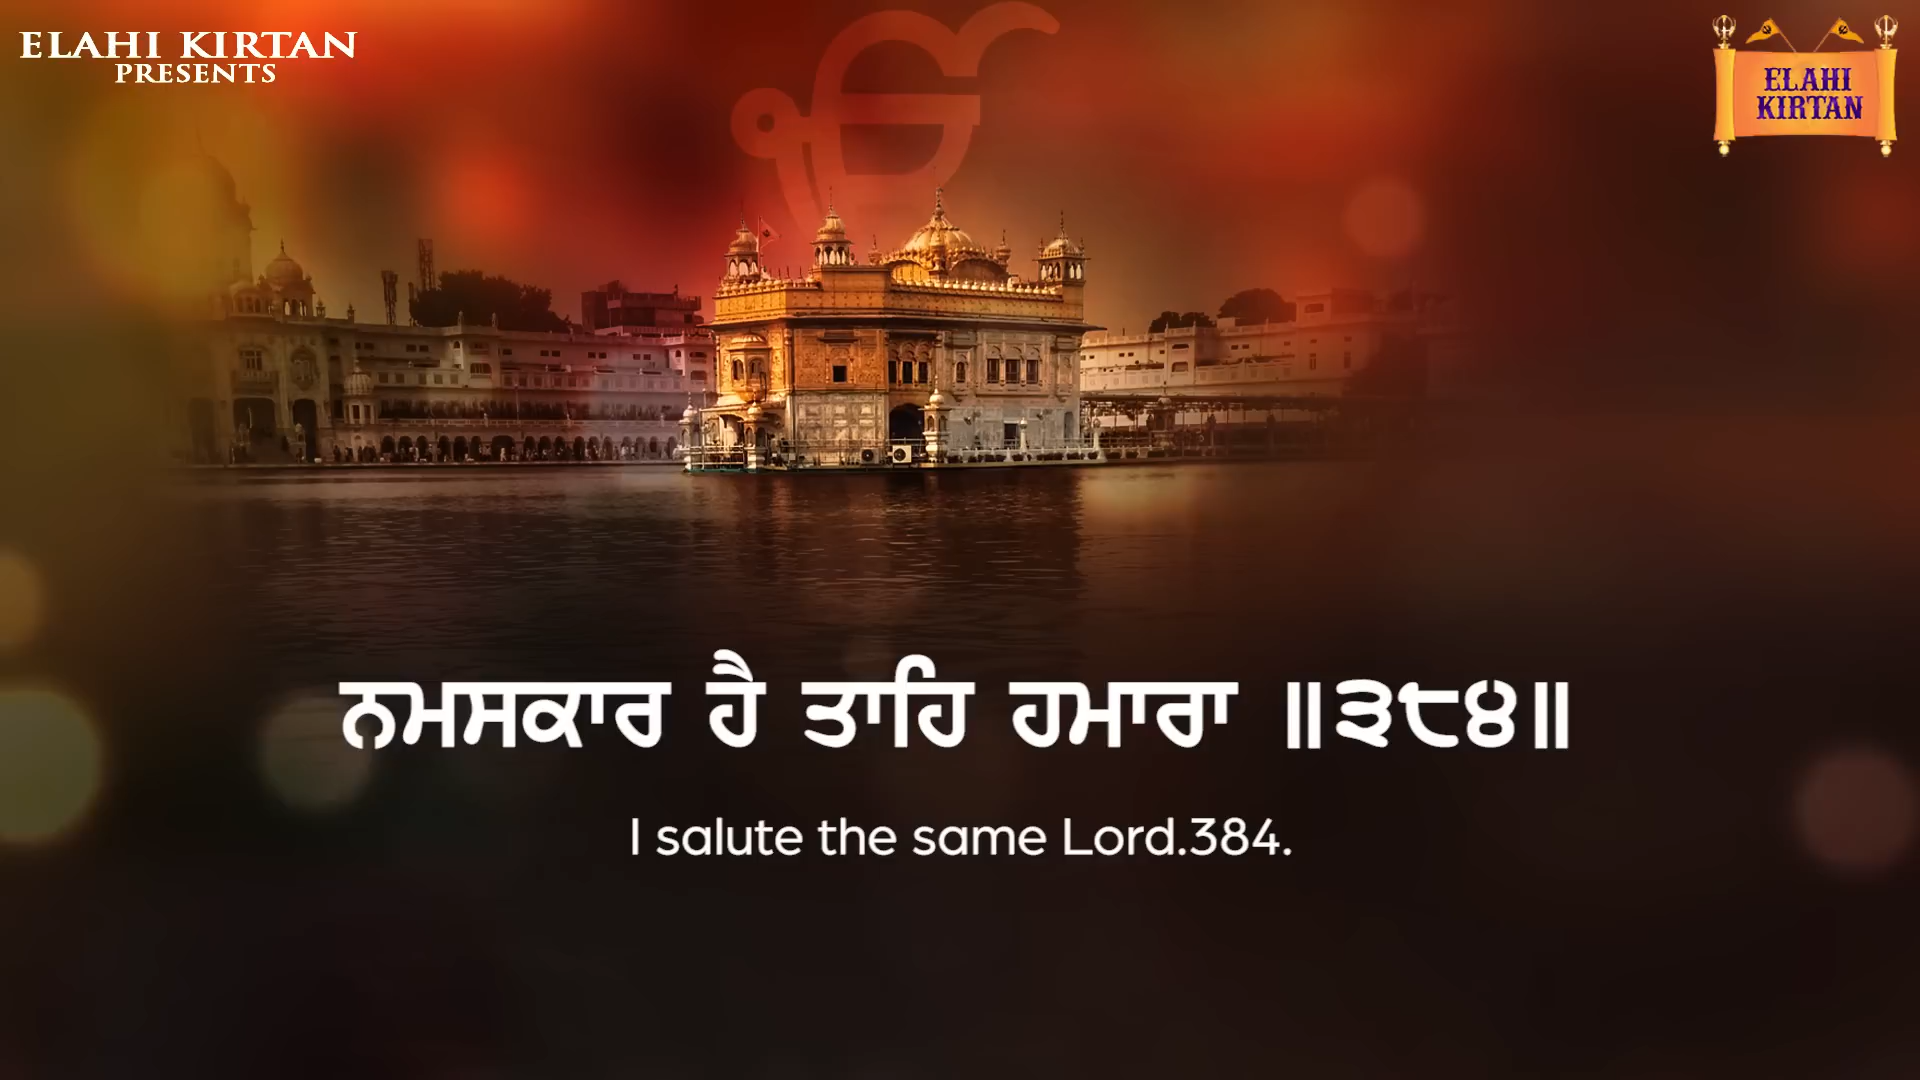 ELAHI KIRTAN
PRESENTS
ELAHI
KIRTAN
ੴ
ਨਮਸਕਾਰ ਹੈ ਤਾਹਿ ਹਮਾਰਾ ॥੩੮੪॥
I salute the same Lord.384.